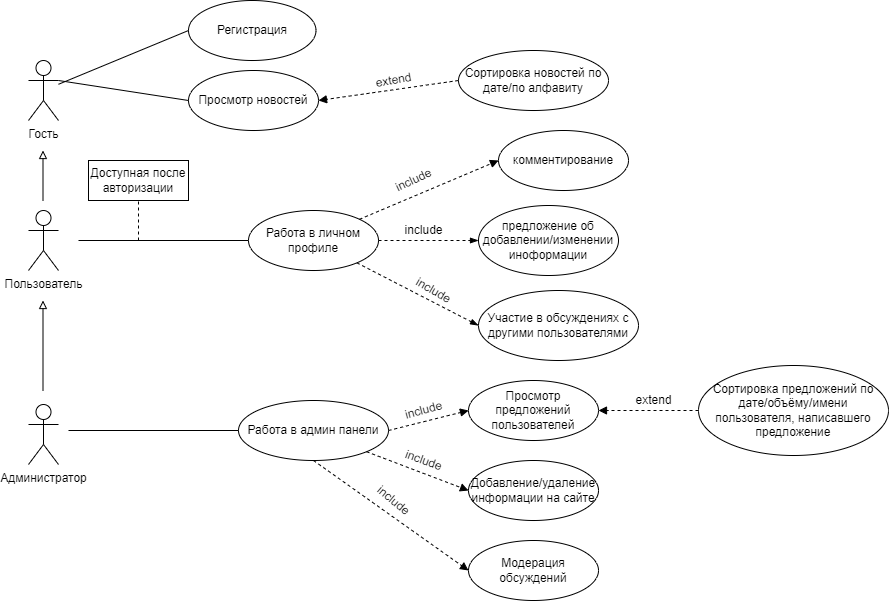 Регистрация
Гость
Просмотр новостей
extend
Сортировка новостей по
дате/по алфавиту
Доступная после
авторизации
Пользователь
Работа в личном
профиле
include
комментирование
include
предложение об
добавлении/изменении
иноформации
include
Участие в обсуждениях с
другими пользователями
Администратор
Работа в админ панели
include
Просмотр
предложений
пользователей
extend
Сортировка предложений по
дате/объёму/имени
пользователя, написавшего
предложение
include
Добавление/удаление
информации на сайте
include
Модерация
обсуждений